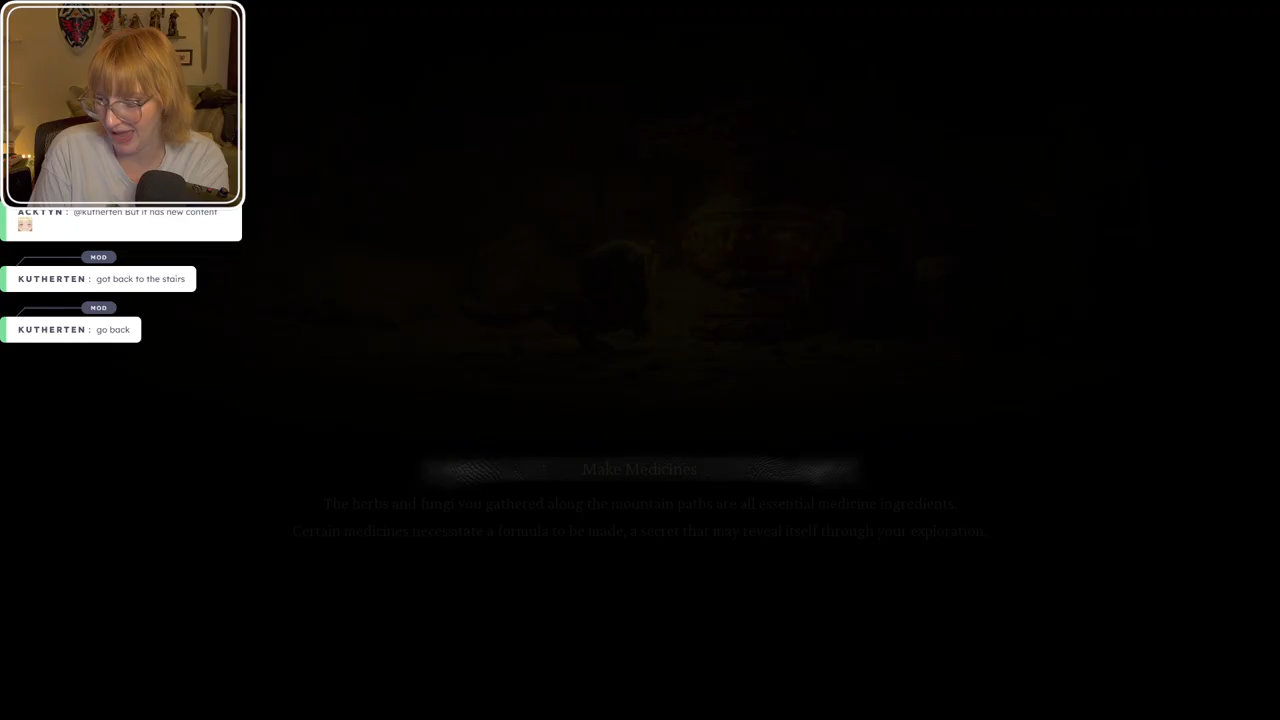 ACKTYN : @kutherten But it has new content
MOD
KUTHERTEN : got back to the stairs
MOD
KUTHERTEN : go back
Make Medicines
The herbs and fungi you gathered along the mountain paths are all essential medicine ingredients.
Certain medicines necessitate a formula to be made, a secret that may reveal itself through your exploration.